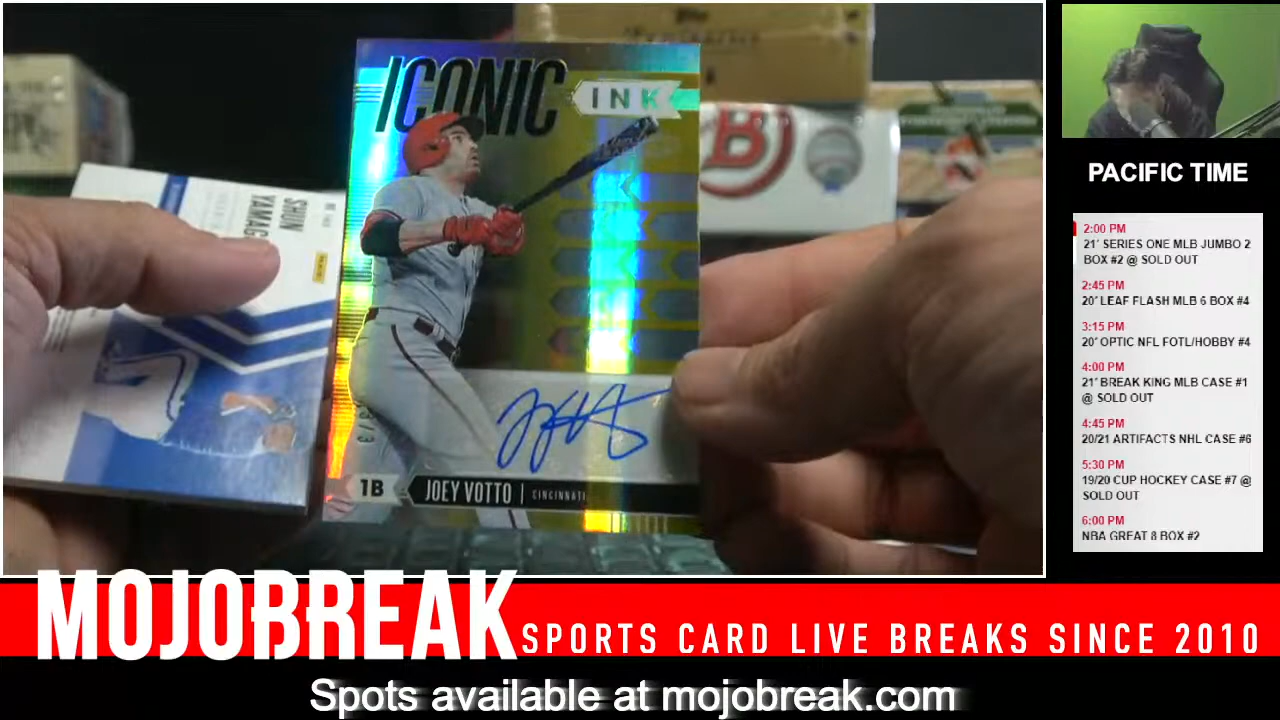 ICONIC
INK
SHUN
1B
JOEY VOTTO | CINCINNATI
PACIFIC TIME
2:00 PM
21' SERIES ONE MLB JUMBO 2
BOX #2 @ SOLD OUT
2:45 PM
20' LEAF FLASH MLB 6 BOX #4
3:15 PM
20' OPTIC NFL FOTL/HOBBY #4
4:00 PM
21' BREAK KING MLB CASE #1
@ SOLD OUT
4:45 PM
20/21 ARTIFACTS NHL CASE #6
5:30 PM
19/20 CUP HOCKEY CASE #7 @
SOLD OUT
6:00 PM
NBA GREAT 8 BOX #2
MOJOBREAK
SPORTS CARD LIVE BREAKS SINCE 2010
Spots available at mojobreak.com